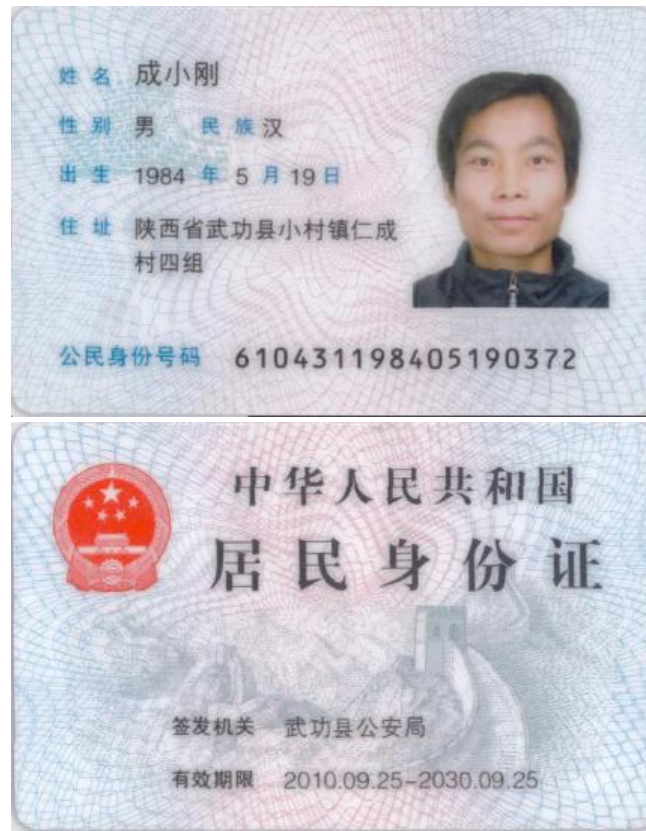 姓名 成小刚
性别 男 民族 汉
出生 1984 年 5 月 19 日
住址 陕西省武功县小村镇仁成
村四组
公民身份号码 610431198405190372
中华人民共和国
居民身份证
签发机关 武功县公安局
有效期限 2010.09.25-2030.09.25